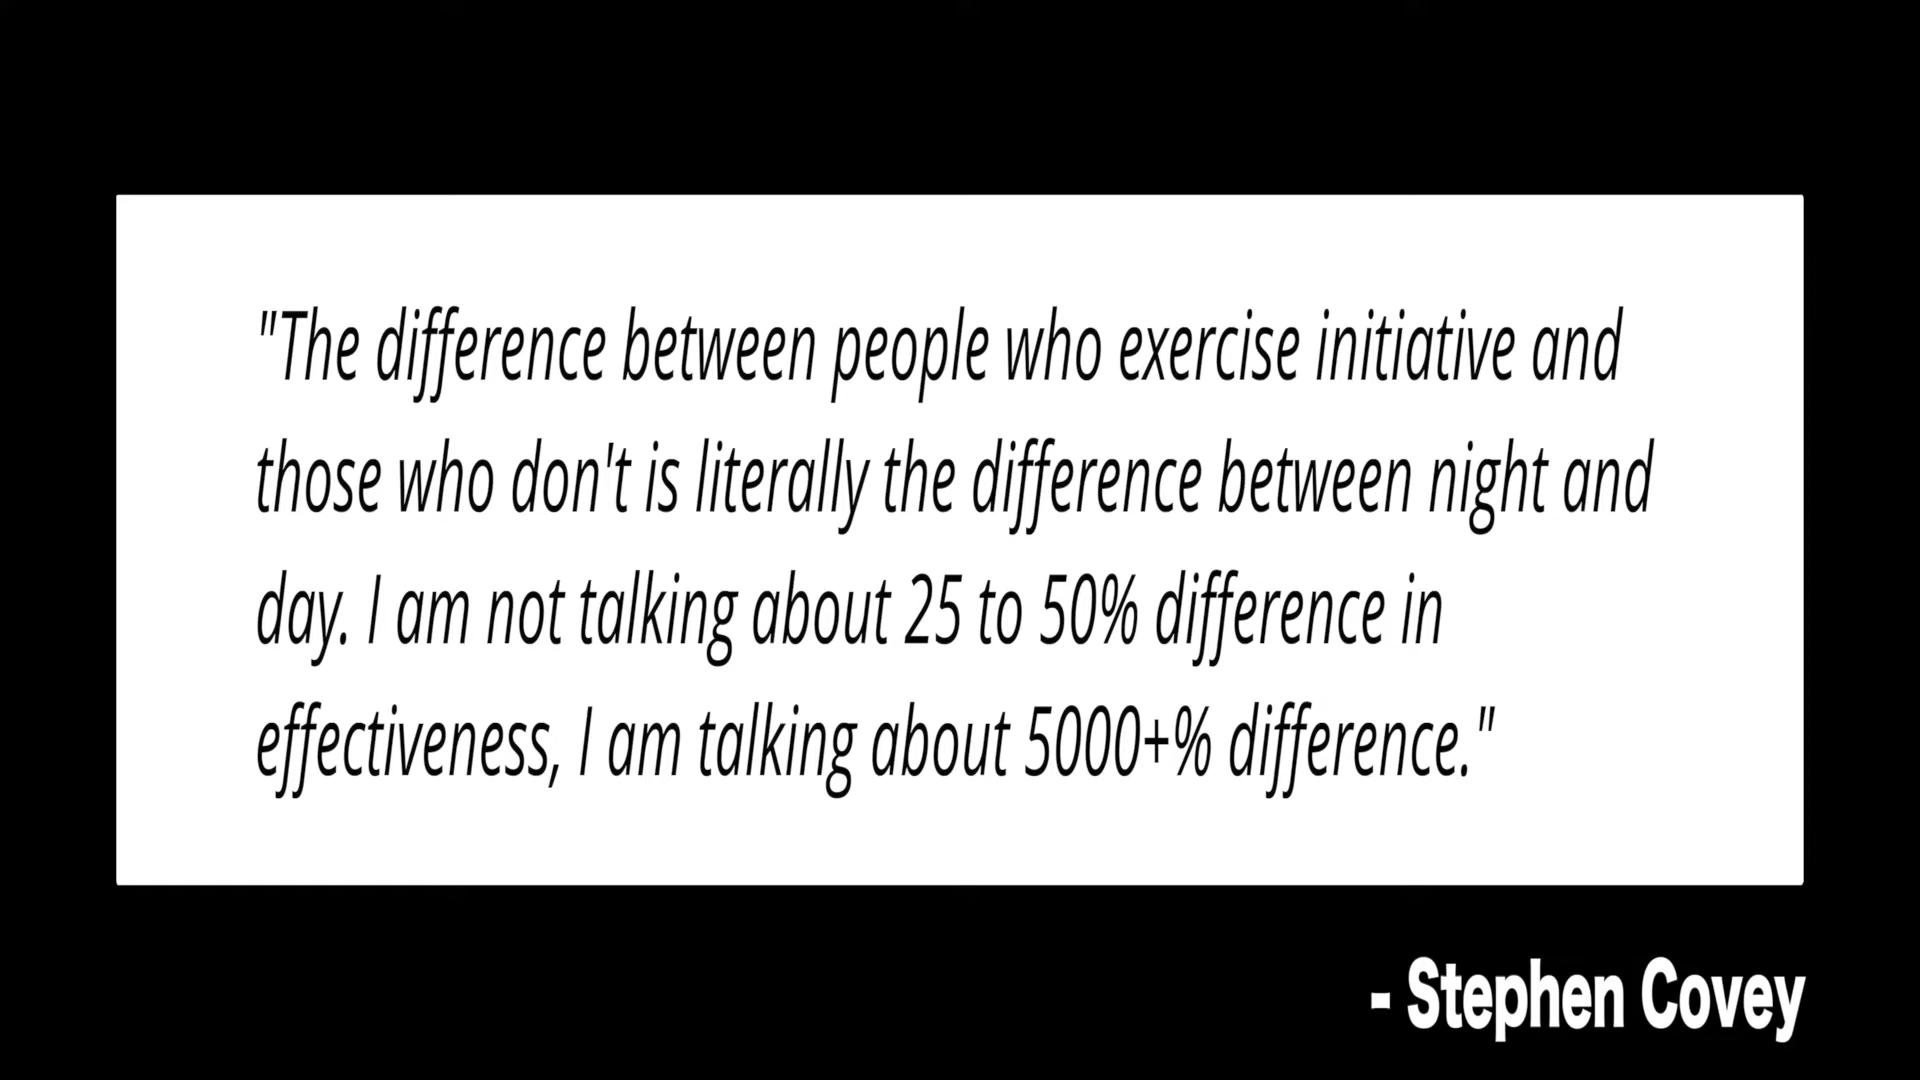 "The difference between people who exercise initiative and
those who don't is literally the difference between night and
day. I am not talking about 25 to 50% difference in
effectiveness, I am talking about 5000+% difference."
- Stephen Covey